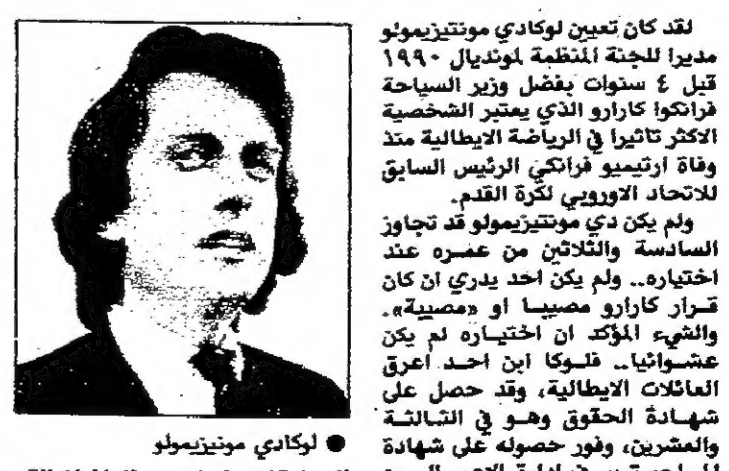 لقد كان تعيين لوكادي مونتيزيمولو
مديرا للجنة المنظمة لمونديال ١٩٩٠
قبل ٤ سنوات بفضل وزير السياحة
فرانكوا كارارو الذي يعتبر الشخصية
الاكثر تاثيرا في الرياضة الايطالية منذ
وفاة ارتيميو فرانكي الرئيس السابق
للاتحاد الاوروبي لكرة القدم.
ولم يكن دي مونتيزيمولو قد تجاوز
السادسة والثلاثين من عمره عند
اختياره.. ولم يكن احد يدري ان كان
قرار كارارو مصيبا او «مصيبة».
والشيء المؤكد ان اختياره لم يكن
عشوائيا.. فلوكا ابن احد اعرق
العائلات الايطالية، وقد حصل على
شهادة الحقوق وهو في الثالثة
والعشرين، وفور حصوله على شهادة
● لوكادي مونيزيمولو